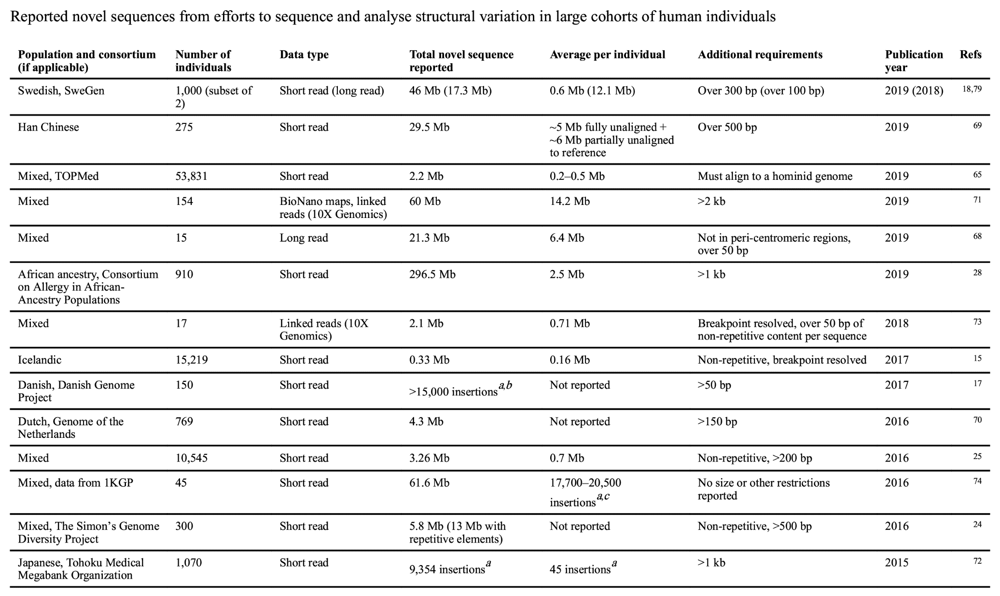 Reported novel sequences from efforts to sequence and analyse structural variation in large cohorts of human individuals
Population and consortium (if applicable) Number of individuals Data type Total novel sequence reported Average per individual Additional requirements Publication year Refs
Swedish, SweGen 1,000 (subset of 2) Short read (long read) 46 Mb (17.3 Mb) 0.6 Mb (12.1 Mb) Over 300 bp (over 100 bp) 2019 (2018) 18,79
Han Chinese 275 Short read 29.5 Mb ~5 Mb fully unaligned + ~6 Mb partially unaligned to reference Over 500 bp 2019 69
Mixed, TOPMed 53,831 Short read 2.2 Mb 0.2–0.5 Mb Must align to a hominid genome 2019 65
Mixed 154 BioNano maps, linked reads (10X Genomics) 60 Mb 14.2 Mb >2 kb 2019 71
Mixed 15 Long read 21.3 Mb 6.4 Mb Not in peri-centromeric regions, over 50 bp 2019 68
African ancestry, Consortium on Allergy in African-Ancestry Populations 910 Short read 296.5 Mb 2.5 Mb >1 kb 2019 28
Mixed 17 Linked reads (10X Genomics) 2.1 Mb 0.71 Mb Breakpoint resolved, over 50 bp of non-repetitive content per sequence 2018 73
Icelandic 15,219 Short read 0.33 Mb 0.16 Mb Non-repetitive, breakpoint resolved 2017 15
Danish, Danish Genome Project 150 Short read >15,000 insertions a,b Not reported >50 bp 2017 17
Dutch, Genome of the Netherlands 769 Short read 4.3 Mb Not reported >150 bp 2016 70
Mixed 10,545 Short read 3.26 Mb 0.7 Mb Non-repetitive, >200 bp 2016 25
Mixed, data from 1KGP 45 Short read 61.6 Mb 17,700–20,500 insertions a,c No size or other restrictions reported 2016 74
Mixed, The Simon’s Genome Diversity Project 300 Short read 5.8 Mb (13 Mb with repetitive elements) Not reported Non-repetitive, >500 bp 2016 24
Japanese, Tohoku Medical Megabank Organization 1,070 Short read 9,354 insertions a 45 insertions a >1 kb 2015 72